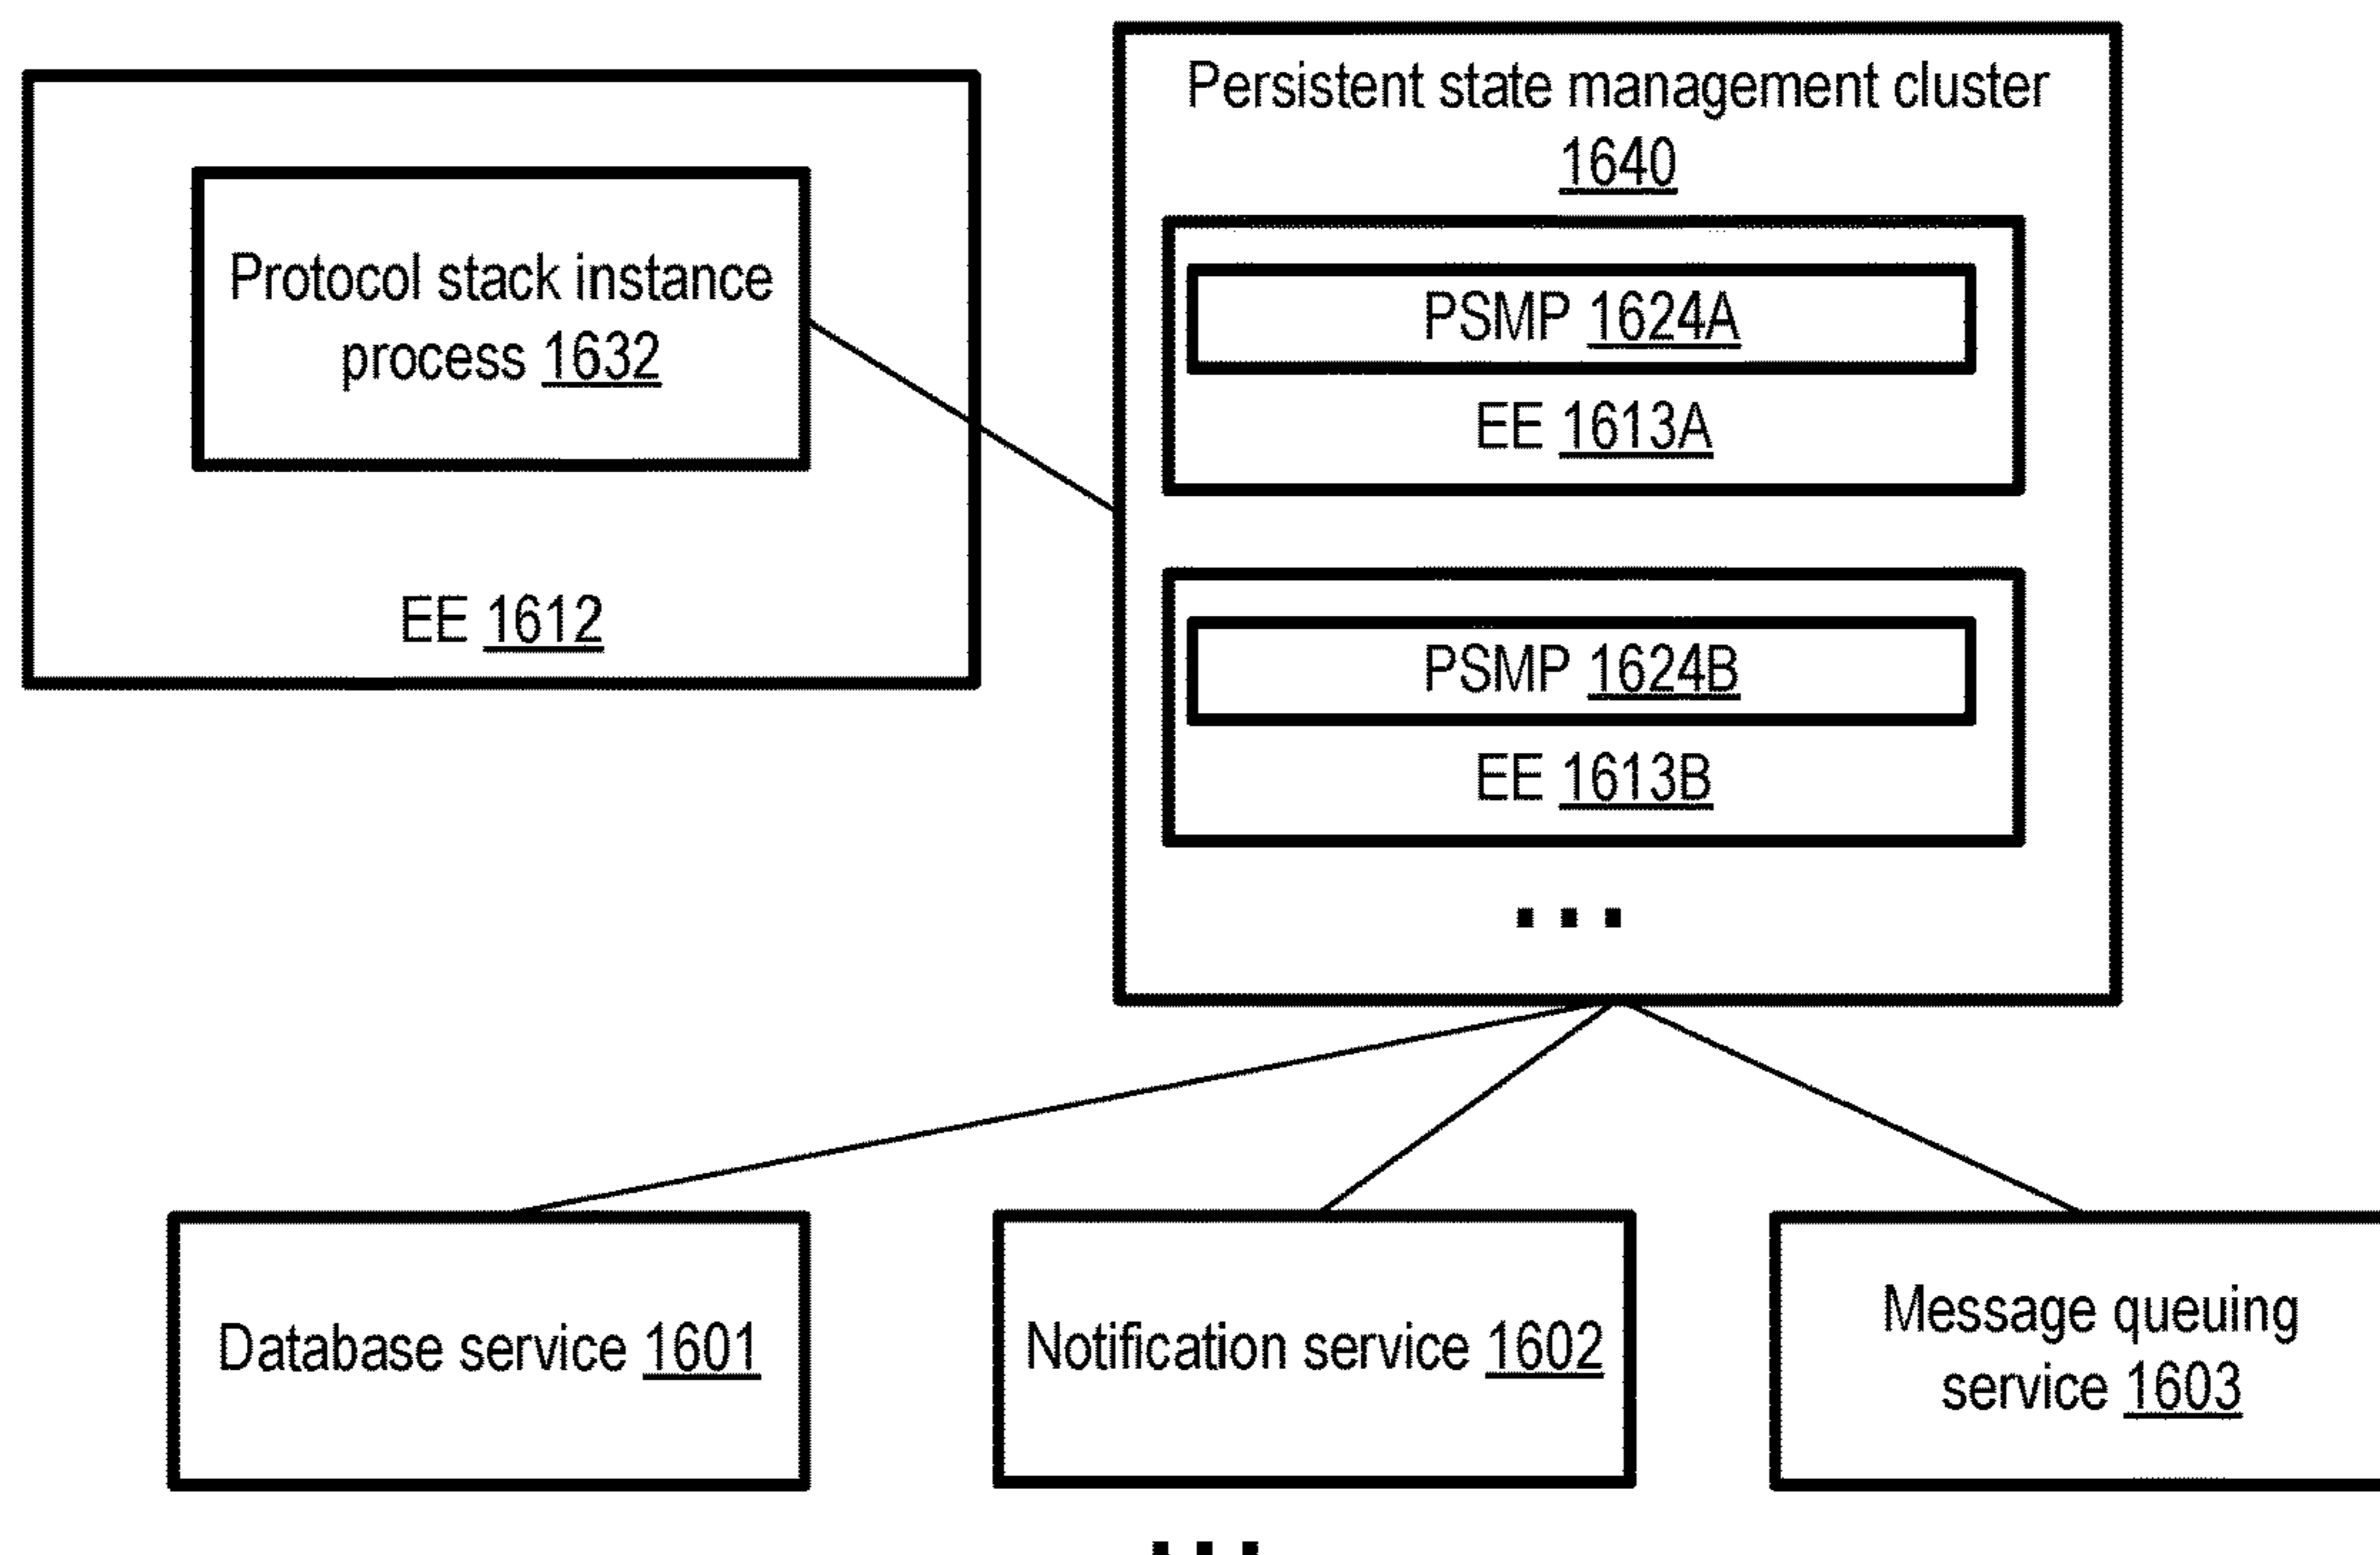 Persistent state management cluster
1640
Protocol stack instance
process 1632
EE 1612
PSMP 1624A
EE 1613A
PSMP 1624B
EE 1613B
...
Database service 1601
Notification service 1602
Message queuing
service 1603
...